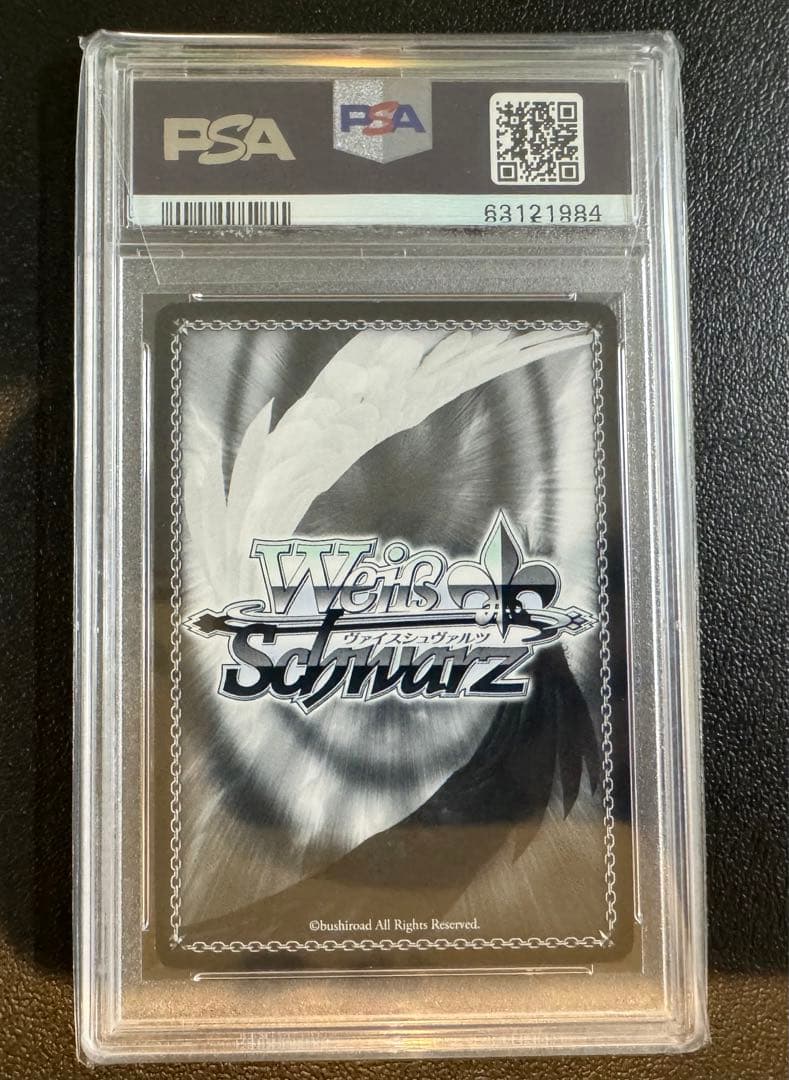 PSA
PSA
63121984
Weiß
ヴァイスシュヴァルツ
Schwarz
©bushiroad All Rights Reserved.